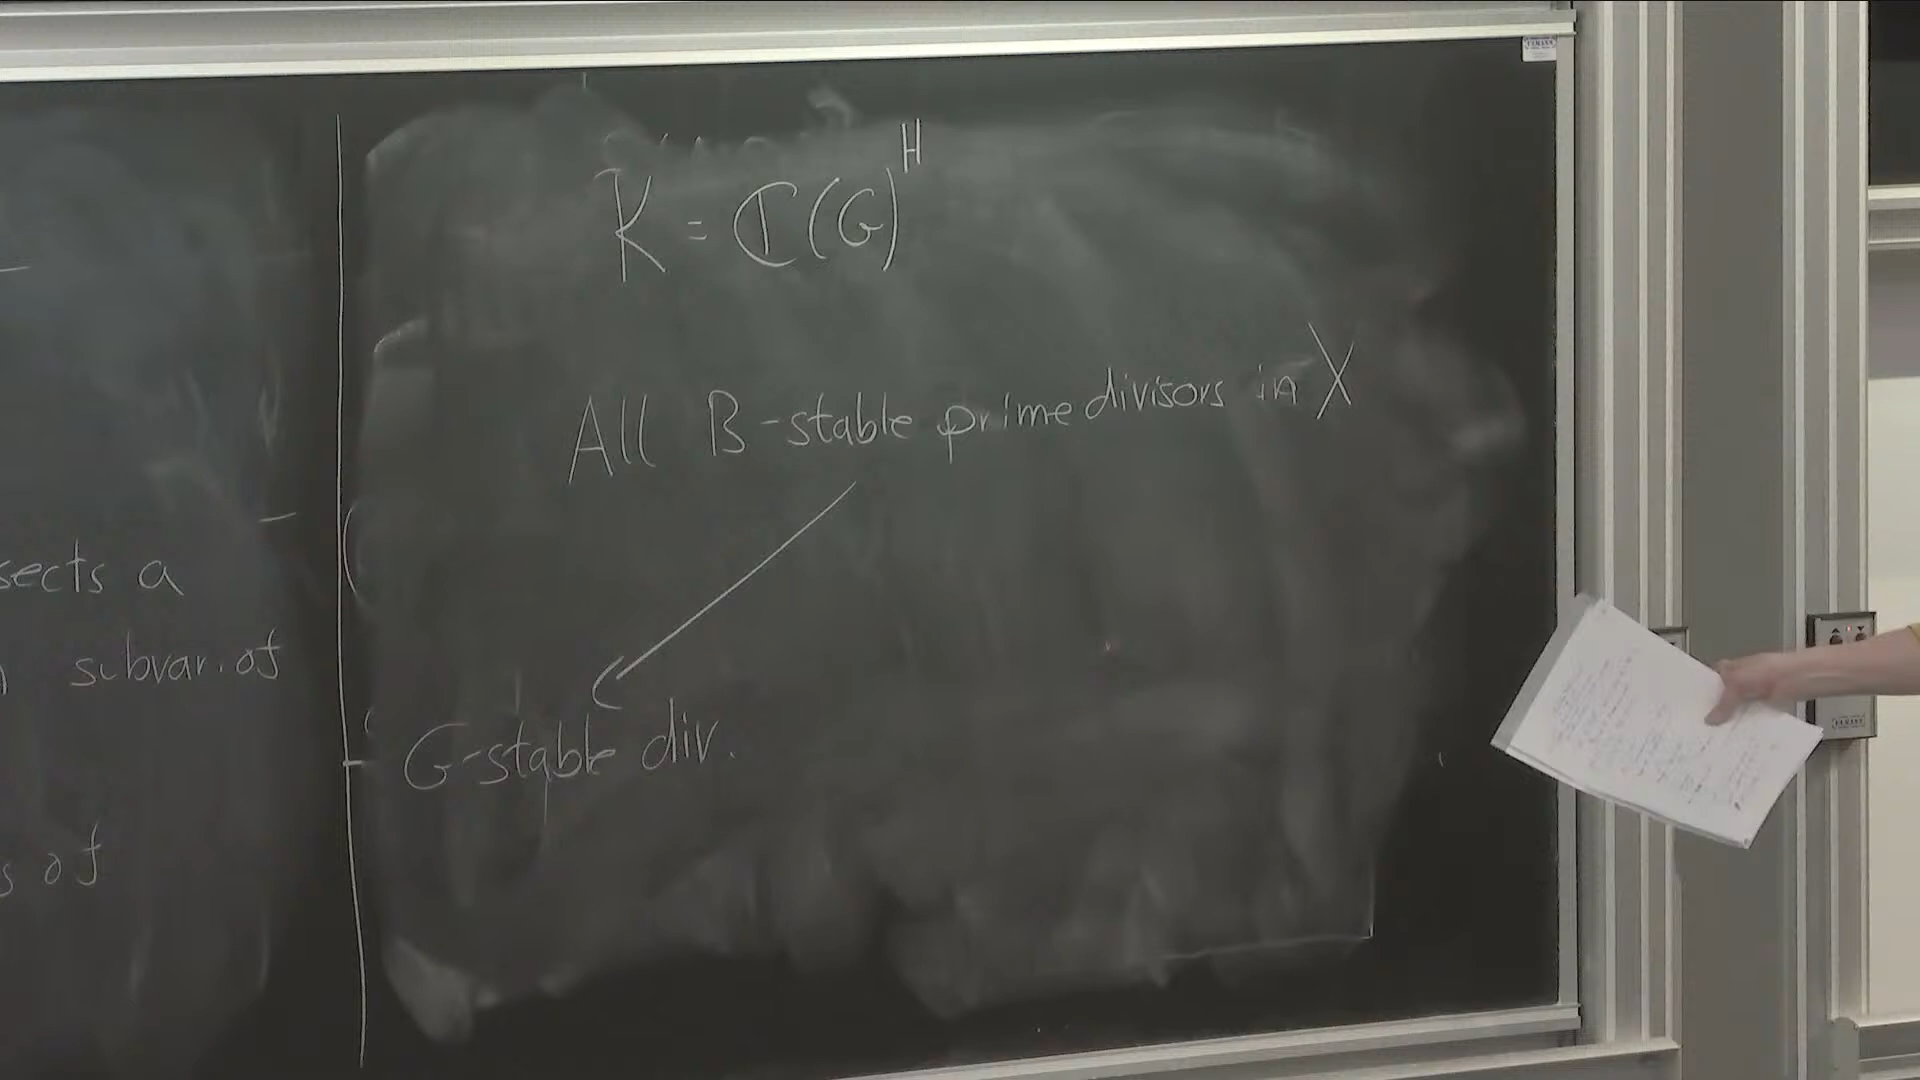 K = ℂ(G)^H
All B-stable prime divisors in X
G-stable div.
sects a
subvar. of
s of